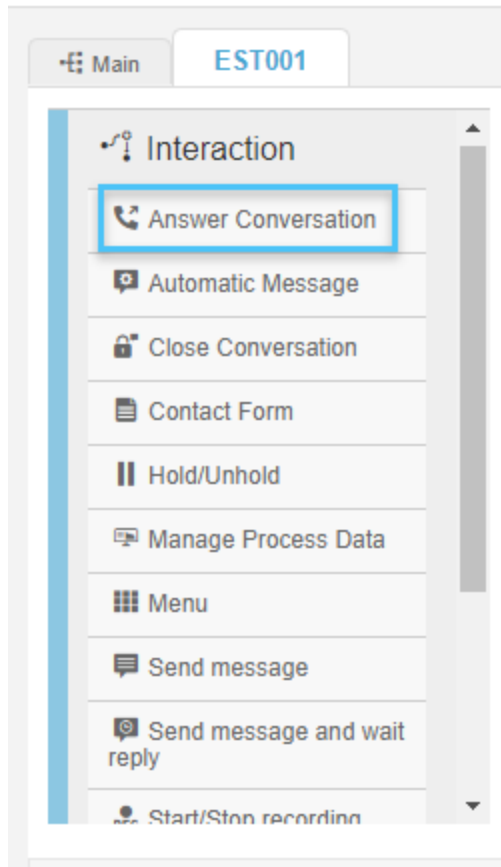 Main
EST001
Interaction
Answer Conversation
Automatic Message
Close Conversation
Contact Form
Hold/Unhold
Manage Process Data
Menu
Send message
Send message and wait
reply
Start/Stop recording